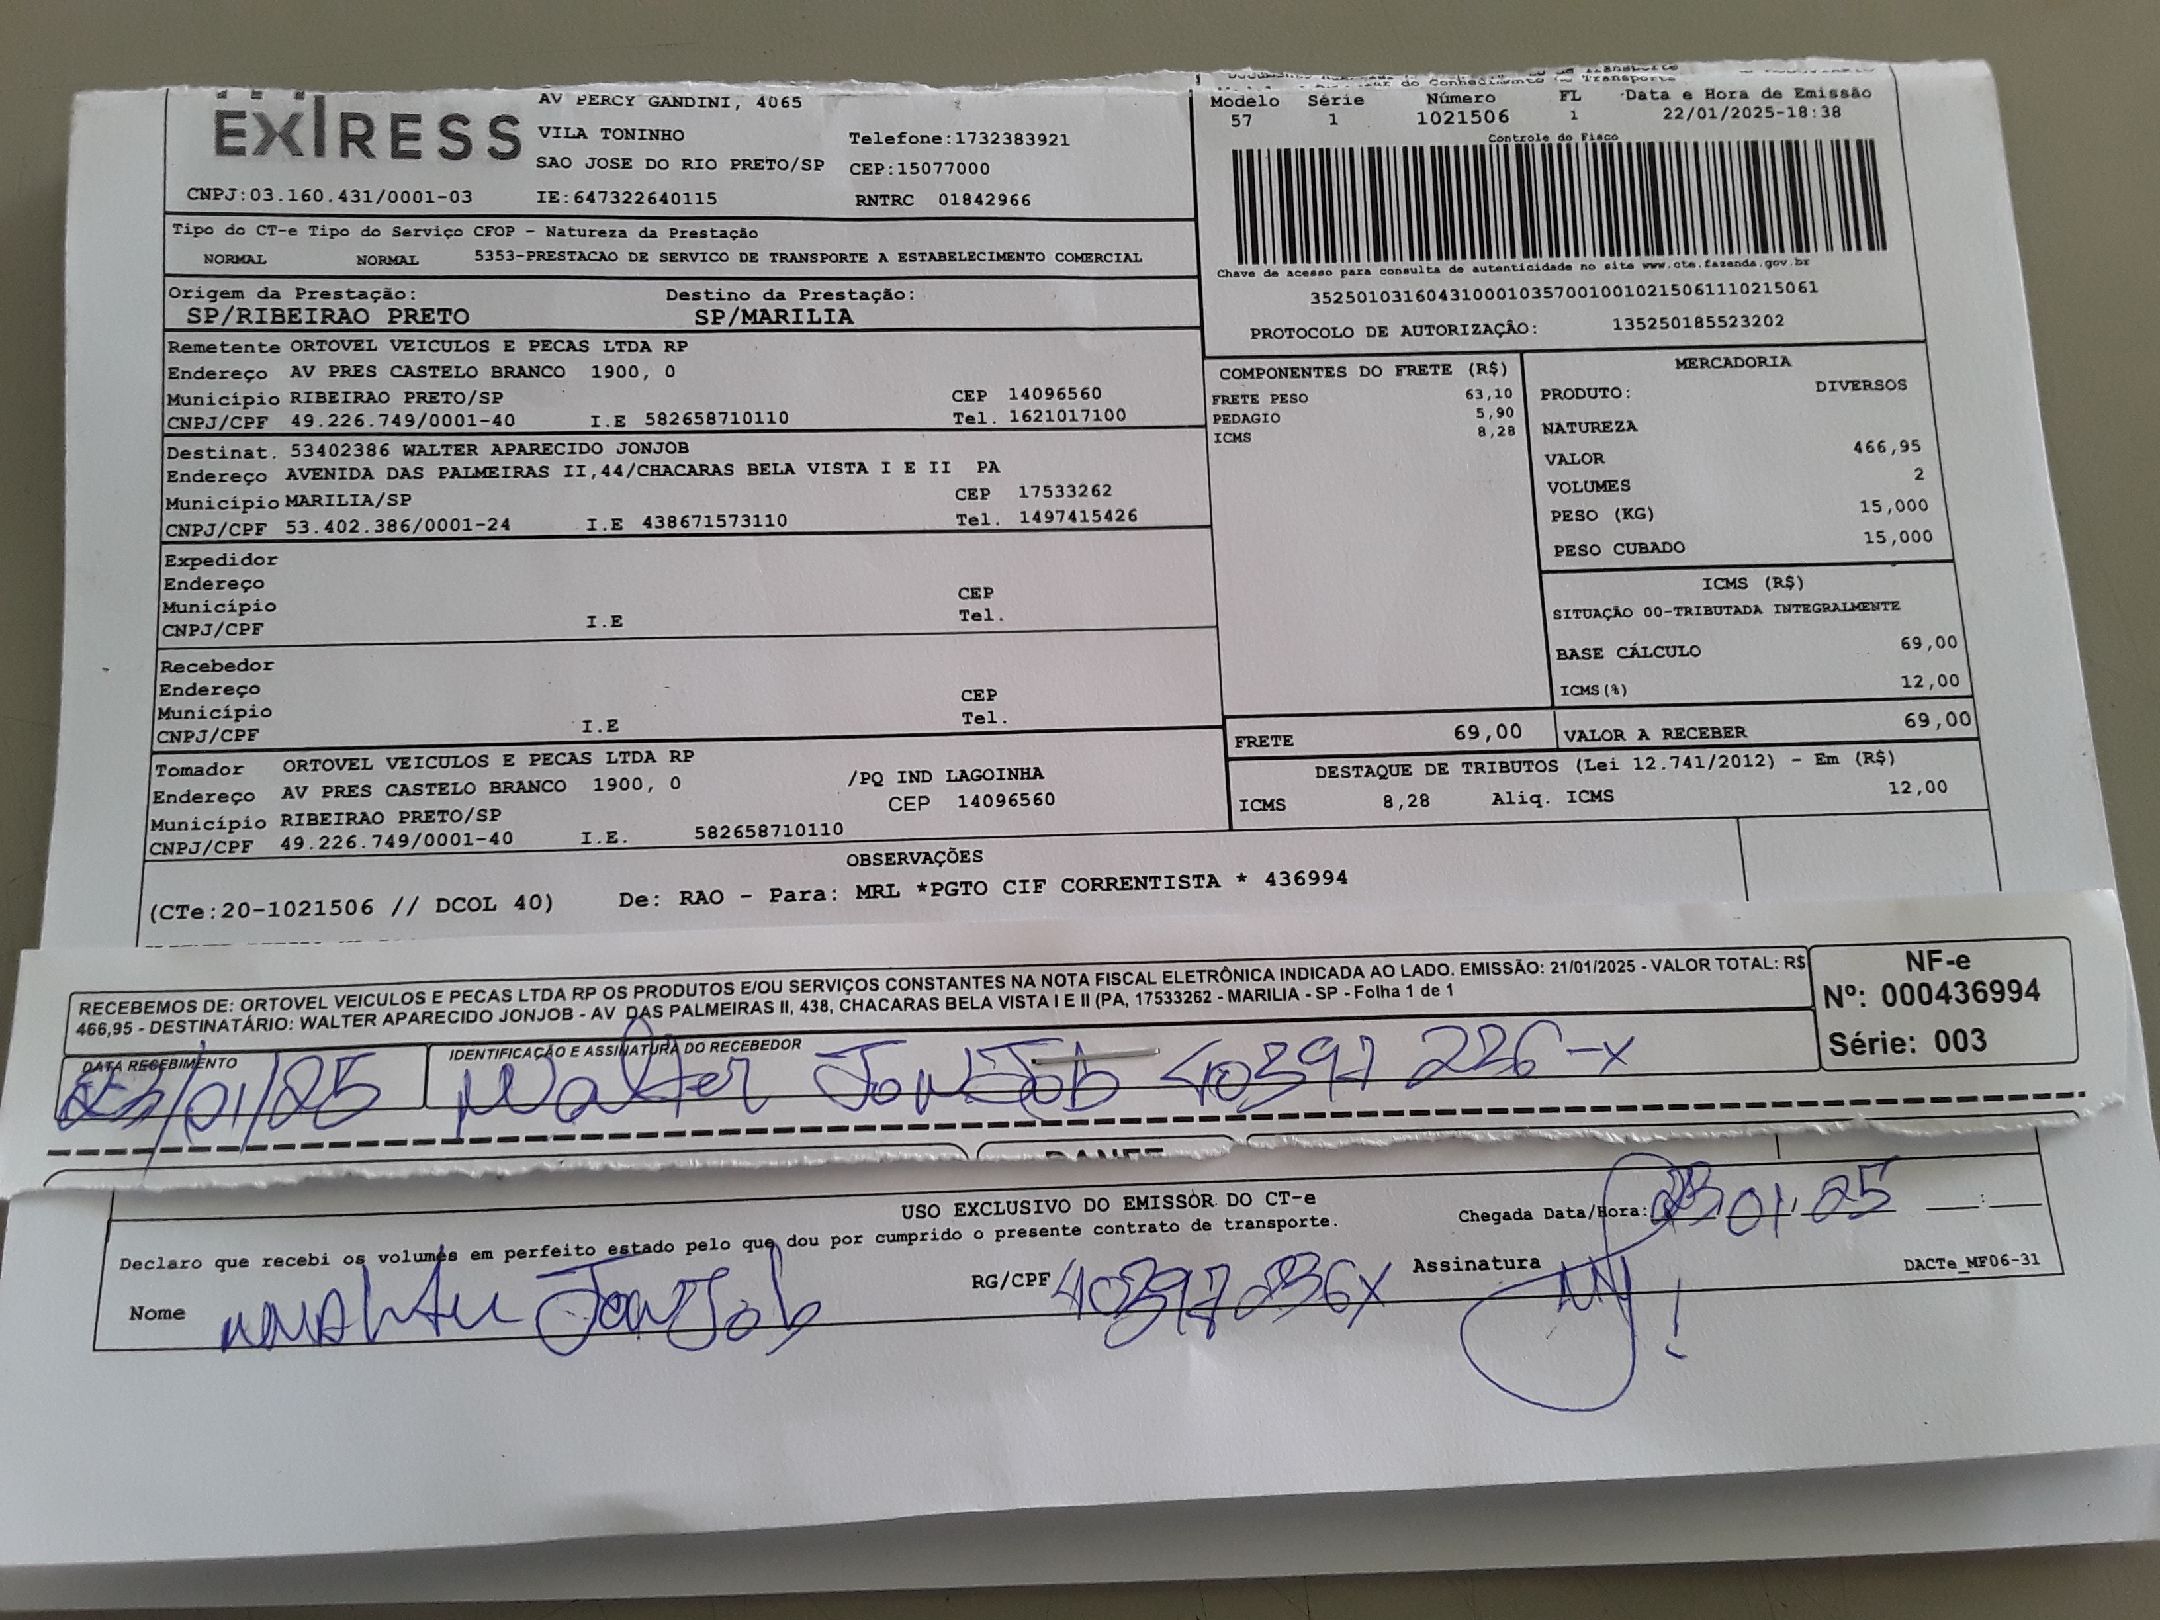 EXIRESS
AV PERCY GANDINI, 4065
VILA TONINHO
SAO JOSE DO RIO PRETO/SP
Telefone:1732383921
CEP:15077000
CNPJ:03.160.431/0001-03 IE:647322640115 RNTRC 01842966
Modelo Série Número FL Data e Hora de Emissão
57 1 1021506 1 22/01/2025-18:38
Controle do Fisco
Chave de acesso para consulta de autenticidade no site www.cte.fazenda.gov.br
35250103160431000103570010010215061110215061
PROTOCOLO DE AUTORIZAÇÃO: 135250185523202
Tipo do CT-e Tipo do Serviço CFOP - Natureza da Prestação
NORMAL NORMAL 5353-PRESTACAO DE SERVICO DE TRANSPORTE A ESTABELECIMENTO COMERCIAL
Origem da Prestação: Destino da Prestação:
SP/RIBEIRAO PRETO SP/MARILIA
Remetente ORTOVEL VEICULOS E PECAS LTDA RP
Endereço AV PRES CASTELO BRANCO 1900, 0
Município RIBEIRAO PRETO/SP CEP 14096560
CNPJ/CPF 49.226.749/0001-40 I.E 582658710110 Tel. 1621017100
Destinat. 53402386 WALTER APARECIDO JONJOB
Endereço AVENIDA DAS PALMEIRAS II,44/CHACARAS BELA VISTA I E II PA
Município MARILIA/SP CEP 17533262
CNPJ/CPF 53.402.386/0001-24 I.E 438671573110 Tel. 1497415426
Expedidor
Endereço
Município CEP
CNPJ/CPF I.E Tel.
Recebedor
Endereço
Município CEP
CNPJ/CPF I.E Tel.
Tomador ORTOVEL VEICULOS E PECAS LTDA RP
Endereço AV PRES CASTELO BRANCO 1900, 0 /PQ IND LAGOINHA
Município RIBEIRAO PRETO/SP CEP 14096560
CNPJ/CPF 49.226.749/0001-40 I.E. 582658710110
COMPONENTES DO FRETE (R$)
FRETE PESO 63,10
PEDAGIO 5,90
ICMS 8,28
MERCADORIA
PRODUTO: DIVERSOS
NATUREZA
VALOR 466,95
VOLUMES 2
PESO (KG) 15,000
PESO CUBADO 15,000
ICMS (R$)
SITUAÇÃO 00-TRIBUTADA INTEGRALMENTE
BASE CÁLCULO 69,00
ICMS(%) 12,00
FRETE 69,00 VALOR A RECEBER 69,00
DESTAQUE DE TRIBUTOS (Lei 12.741/2012) - Em (R$)
ICMS 8,28 Aliq. ICMS 12,00
OBSERVAÇÕES
(CTe:20-1021506 // DCOL 40) De: RAO - Para: MRL *PGTO CIF CORRENTISTA * 436994
RECEBEMOS DE: ORTOVEL VEICULOS E PECAS LTDA RP OS PRODUTOS E/OU SERVIÇOS CONSTANTES NA NOTA FISCAL ELETRÔNICA INDICADA AO LADO. EMISSÃO: 21/01/2025 - VALOR TOTAL: R$
466,95 - DESTINATÁRIO: WALTER APARECIDO JONJOB - AV DAS PALMEIRAS II, 438, CHACARAS BELA VISTA I E II (PA, 17533262 - MARILIA - SP - Folha 1 de 1
NF-e
Nº: 000436994
Série: 003
DATA RECEBIMENTO IDENTIFICAÇÃO E ASSINATURA DO RECEBEDOR
23/01/25 Walter JonJob 40397 236-x
USO EXCLUSIVO DO EMISSOR DO CT-e
Declaro que recebi os volumes em perfeito estado pelo que dou por cumprido o presente contrato de transporte.
Chegada Data/Hora: 23.01.25 :
Nome Walter JonJob RG/CPF 40397236x Assinatura
DACTe_MF06-31